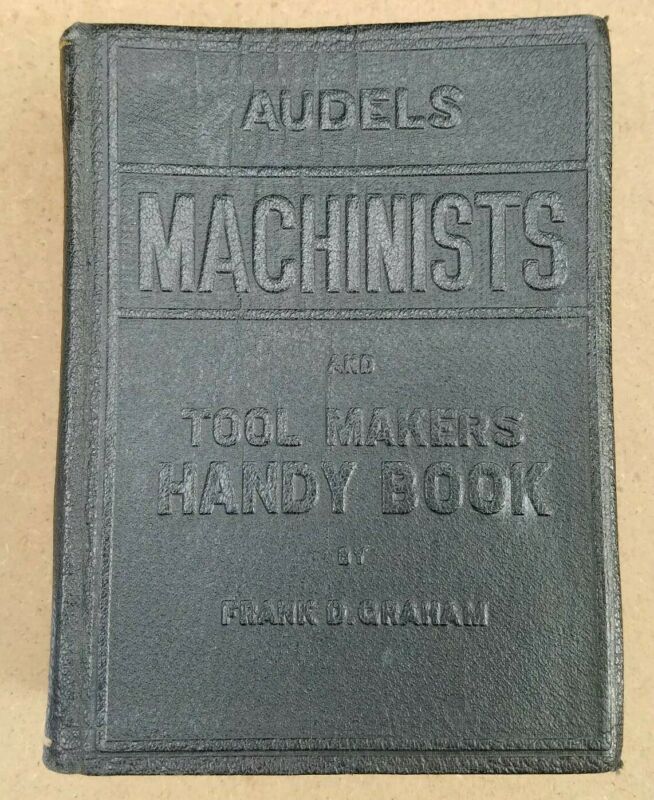 AUDELS
MACHINISTS
AND
TOOL MAKERS
HANDY BOOK
BY
FRANK D. GRAHAM